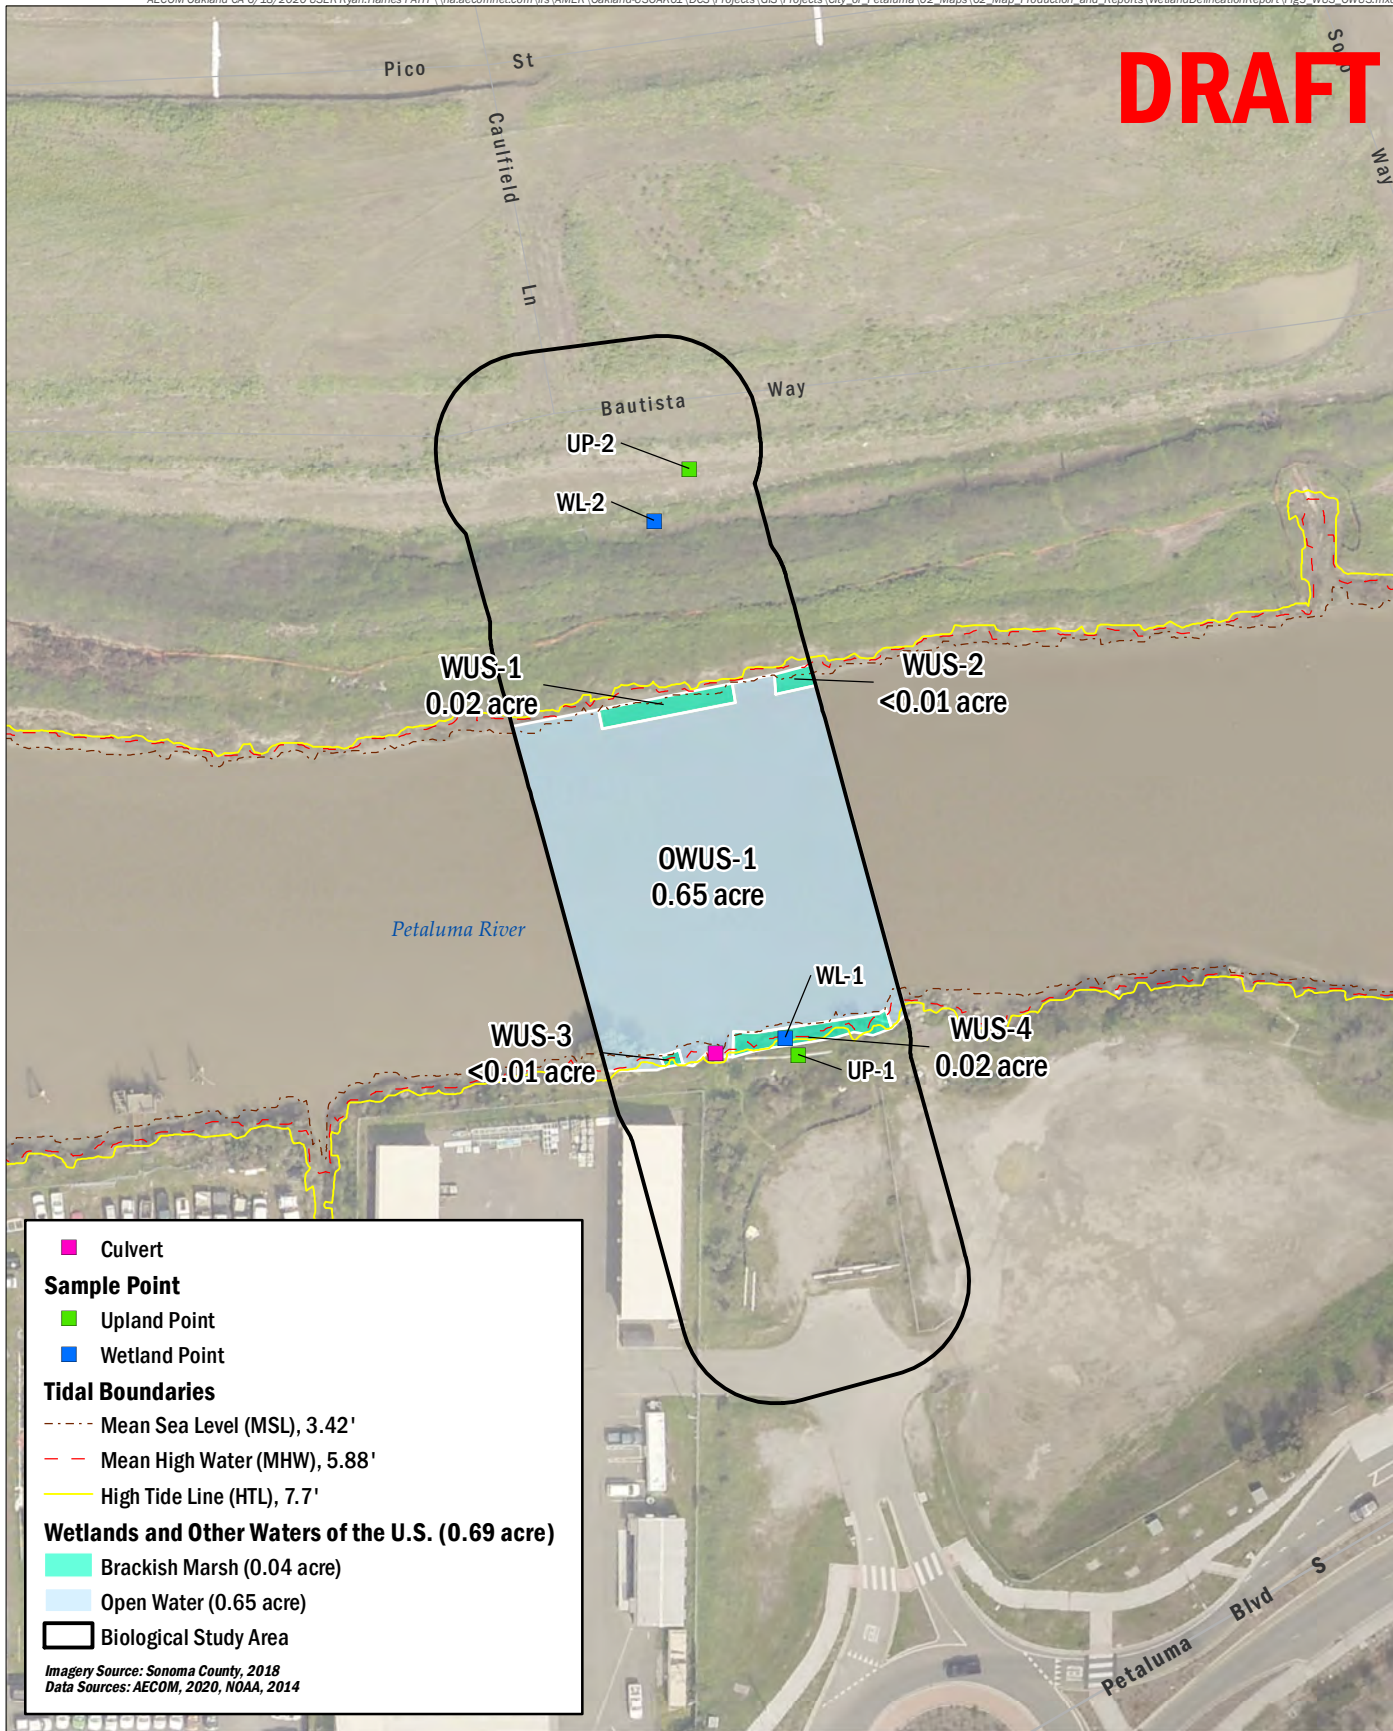 DRAFT
Pico St
Caulfield Ln
Way
Bautista Way
UP-2
WL-2
WUS-1
0.02 acre
WUS-2
<0.01 acre
OWUS-1
0.65 acre
Petaluma River
WL-1
WUS-3
<0.01 acre
WUS-4
0.02 acre
UP-1
Culvert
Sample Point
Upland Point
Wetland Point
Tidal Boundaries
Mean Sea Level (MSL), 3.42'
Mean High Water (MHW), 5.88'
High Tide Line (HTL), 7.7'
Wetlands and Other Waters of the U.S. (0.69 acre)
Brackish Marsh (0.04 acre)
Open Water (0.65 acre)
Biological Study Area
Imagery Source: Sonoma County, 2018
Data Sources: AECOM, 2020, NOAA, 2014
Petaluma Blvd S